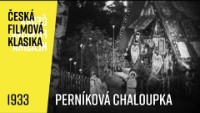 ČESKÁ
FILMOVÁ
KLASIKA
1933
PERNÍKOVÁ CHALOUPKA